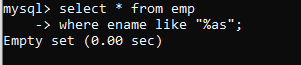 mysql> select * from emp
    -> where ename like "%as";
Empty set (0.00 sec)